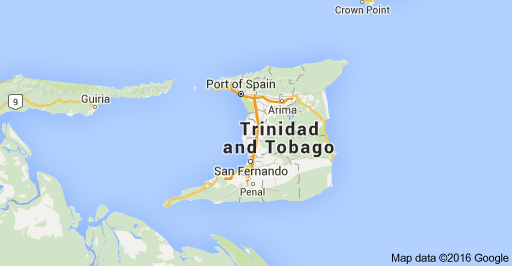 Crown Point
Port of Spain
9
Guiria
Arima
Trinidad
and Tobago
San Fernando
Penal
Map data ©2016 Google